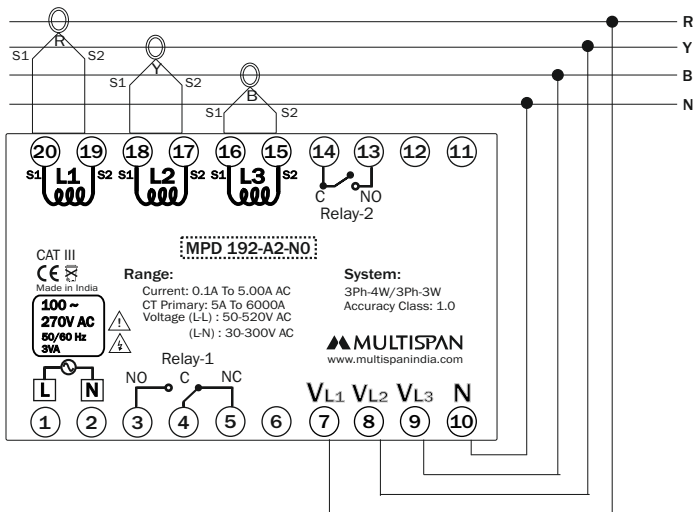 R
Y
B
N
R
S1 S2
Y
S1 S2
B
S1 S2
20 19 18 17 16 15 14 13 12 11
S1 L1 S2 S1 L2 S2 S1 L3 S2
C NO
Relay-2
MPD 192-A2-N0
CAT III
CE
Made in India
100 ~
270V AC
50/60 Hz
3VA
Range:
Current: 0.1A To 5.00A AC
CT Primary: 5A To 6000A
Voltage (L-L) : 50-520V AC
(L-N) : 30-300V AC
System:
3Ph-4W/3Ph-3W
Accuracy Class: 1.0
MULTISPAN
www.multispanindia.com
Relay-1
L N
NO C NC
VL1 VL2 VL3 N
1 2 3 4 5 6 7 8 9 10